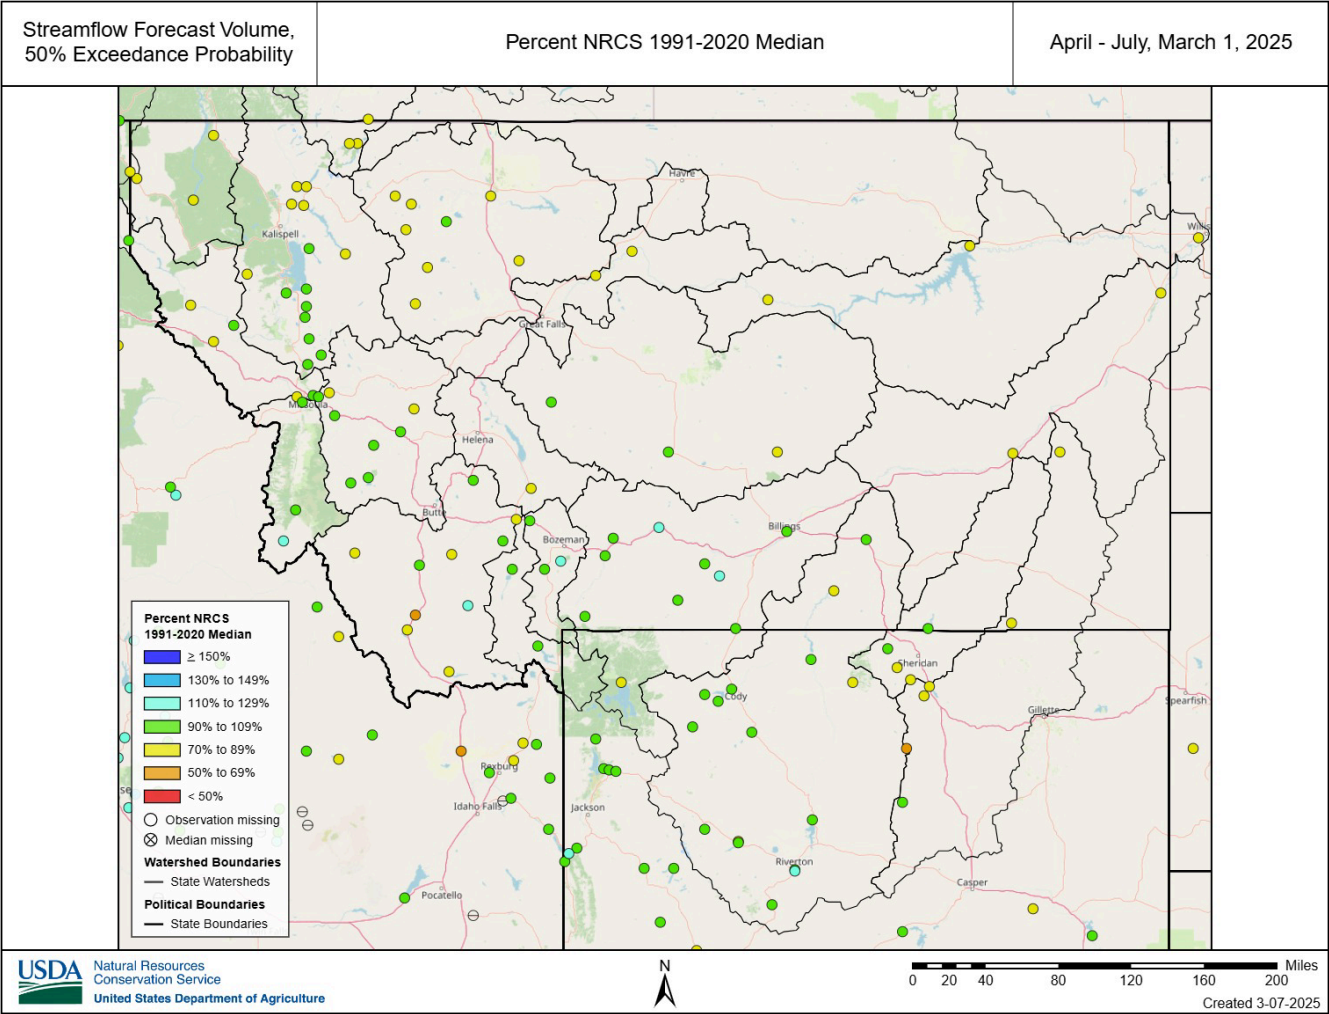 Streamflow Forecast Volume,
50% Exceedance Probability
Percent NRCS 1991-2020 Median
April - July, March 1, 2025
Havre
Kalispell
Great Falls
Missoula
Helena
Butte
Bozeman
Billings
Sheridan
Cody
Gillette
Spearfish
Rexburg
Idaho Falls
Jackson
Riverton
Pocatello
Casper
Percent NRCS
1991-2020 Median
≥ 150%
130% to 149%
110% to 129%
90% to 109%
70% to 89%
50% to 69%
< 50%
Observation missing
Median missing
Watershed Boundaries
State Watersheds
Political Boundaries
State Boundaries
USDA
Natural Resources
Conservation Service
United States Department of Agriculture
N
Miles
0 20 40 80 120 160 200
Created 3-07-2025